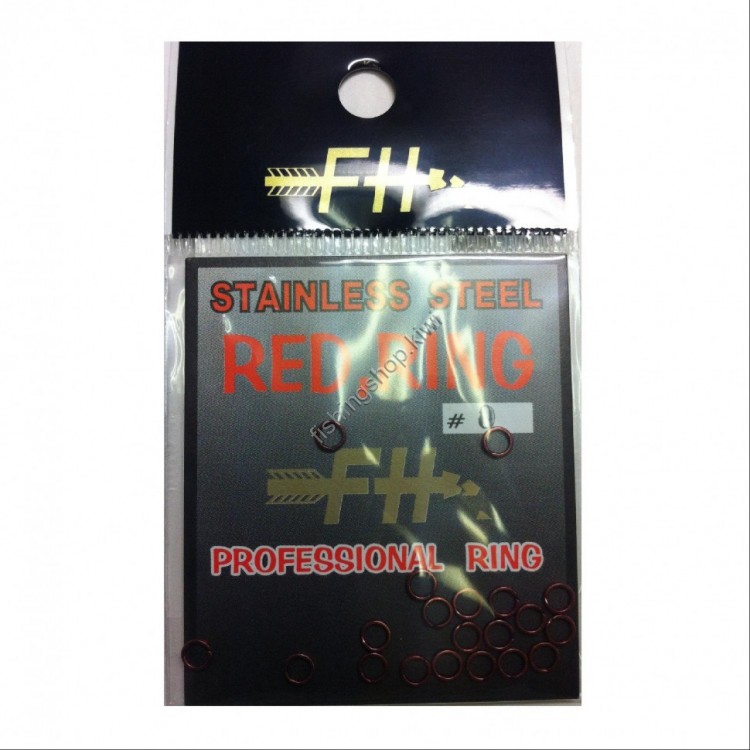 FH
STAINLESS STEEL
RED RING
# 0
fishingshop.kiwi
FH
PROFESSIONAL RING